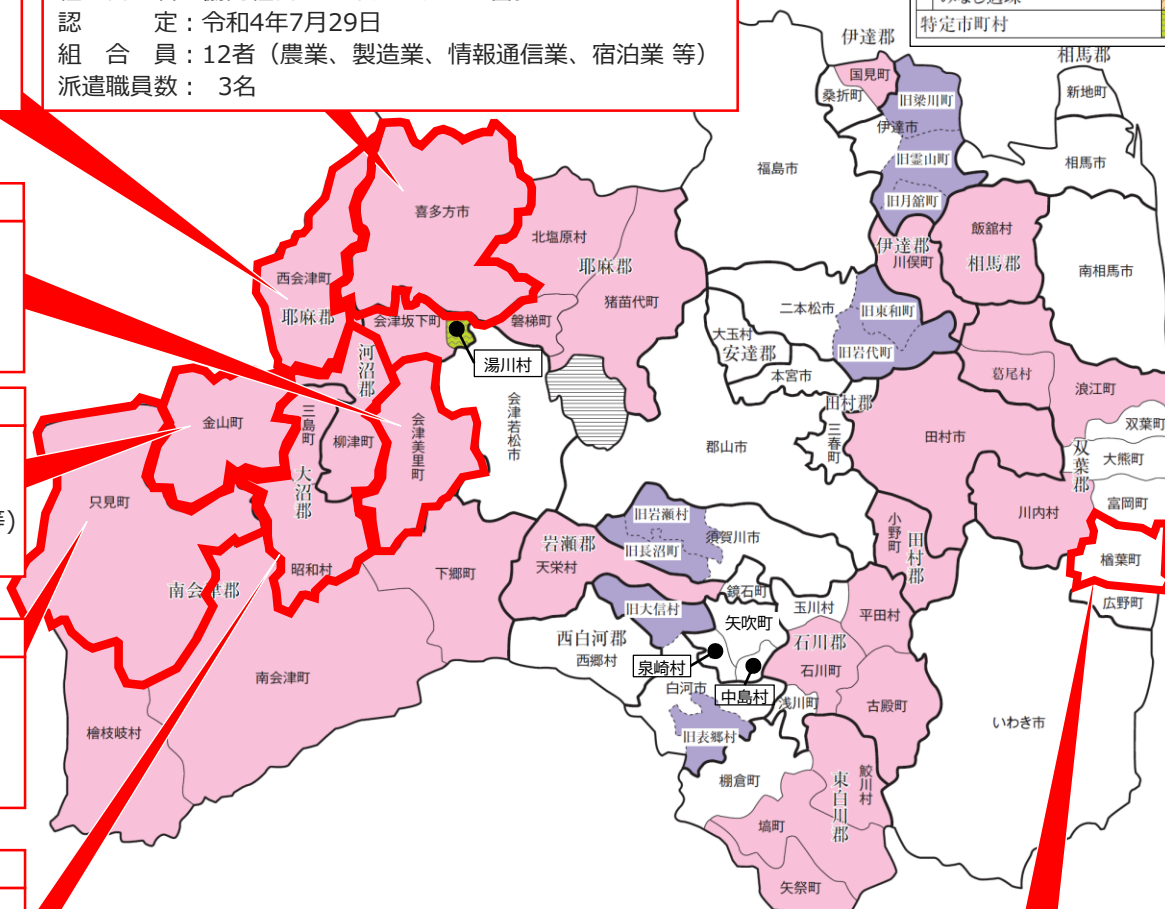 認　　　定：令和4年7月29日
組　合　員：12者（農業、製造業、情報通信業、宿泊業 等）
派遣職員数：　3名
特定市町村
等)
伊達郡
国見町
桑折町
旧梁川町
伊達市
旧霊山町
旧月舘町
相馬郡
新地町
相馬市
福島市
喜多方市
北塩原村
耶麻郡
猪苗代町
西会津町
耶麻郡
会津坂下町
磐梯町
湯川村
河沼郡
伊達郡
川俣町
飯舘村
相馬郡
南相馬市
二本松市
旧東和町
旧岩代町
大玉村
安達郡
本宮市
葛尾村
浪江町
田村郡
三春町
田村市
双葉町
大熊町
双葉郡
富岡町
川内村
楢葉町
広野町
金山町
三島町
柳津町
大沼郡
会津美里町
会津若松市
郡山市
只見町
昭和村
南会津郡
下郷町
南会津町
檜枝岐村
旧岩瀬村
旧長沼町
須賀川市
岩瀬郡
天栄村
鏡石町
小野町
田村郡
旧大信村
矢吹町
玉川村
平田村
西白河郡
西郷村
泉崎村
中島村
白河市
石川郡
石川町
浅川町
古殿町
いわき市
旧表郷村
棚倉町
鮫川村
東白川郡
塙町
矢祭町